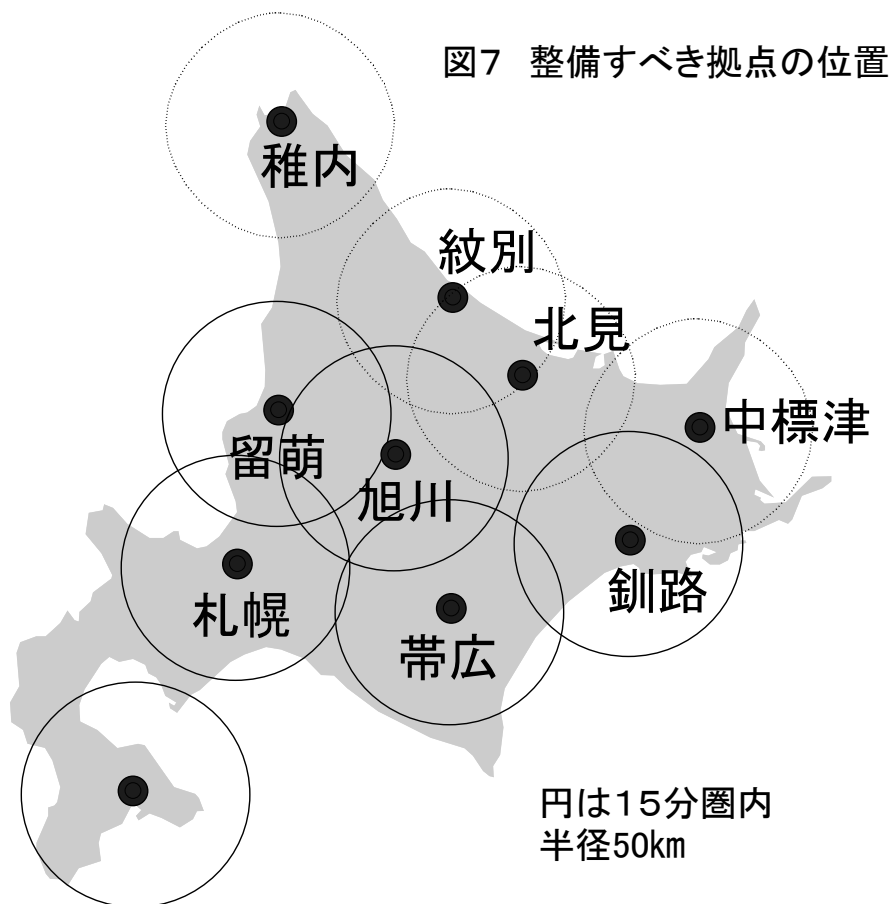 図7 整備すべき拠点の位置
稚内
紋別
北見
中標津
留萌
旭川
釧路
札幌
帯広
円は15分圏内
半径50km